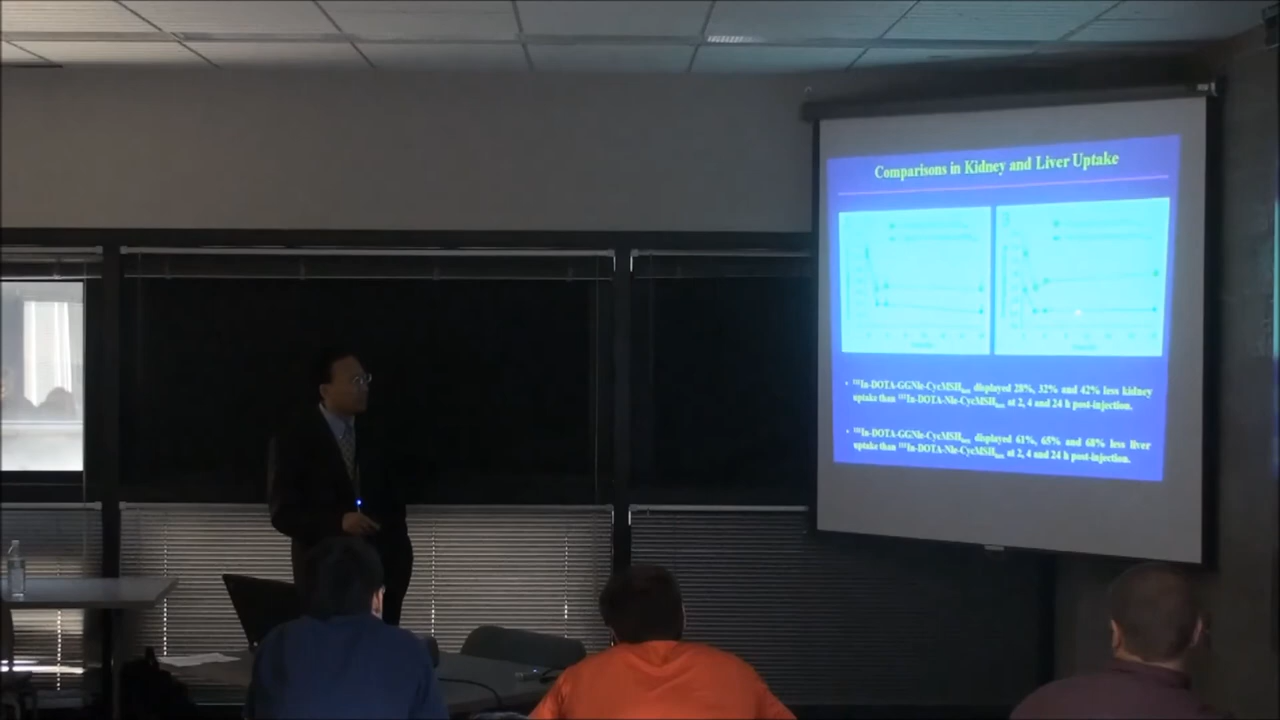 Comparisons in Kidney and Liver Uptake
• ¹¹¹In-DOTA-GGNle-CycMSHhex displayed 28%, 32% and 42% less kidney
uptake than ¹¹¹In-DOTA-Nle-CycMSHhex at 2, 4 and 24 h post-injection.
• ¹¹¹In-DOTA-GGNle-CycMSHhex displayed 61%, 65% and 68% less liver
uptake than ¹¹¹In-DOTA-Nle-CycMSHhex at 2, 4 and 24 h post-injection.